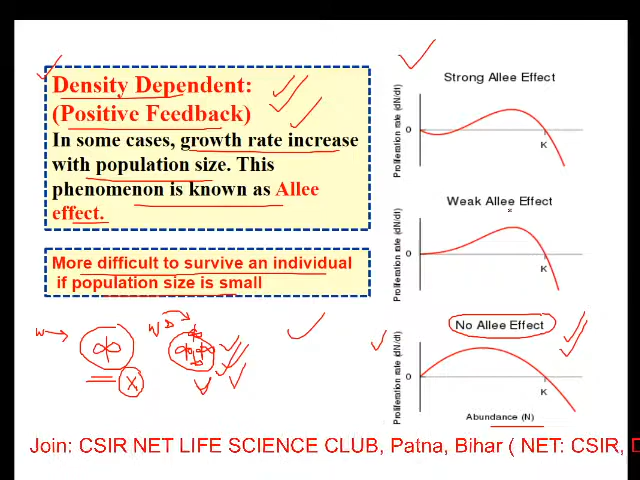 Density Dependent:
(Positive Feedback)
In some cases, growth rate increase
with population size. This
phenomenon is known as Allee
effect.
More difficult to survive an individual
if population size is small
Strong Allee Effect
Proliferation rate (dN/dt)
0
K
Weak Allee Effect
Proliferation rate (dN/dt)
0
K
No Allee Effect
Proliferation rate (dN/dt)
0
K
Abundance (N)
W
W D
X
Join: CSIR NET LIFE SCIENCE CLUB, Patna, Bihar ( NET: CSIR, D